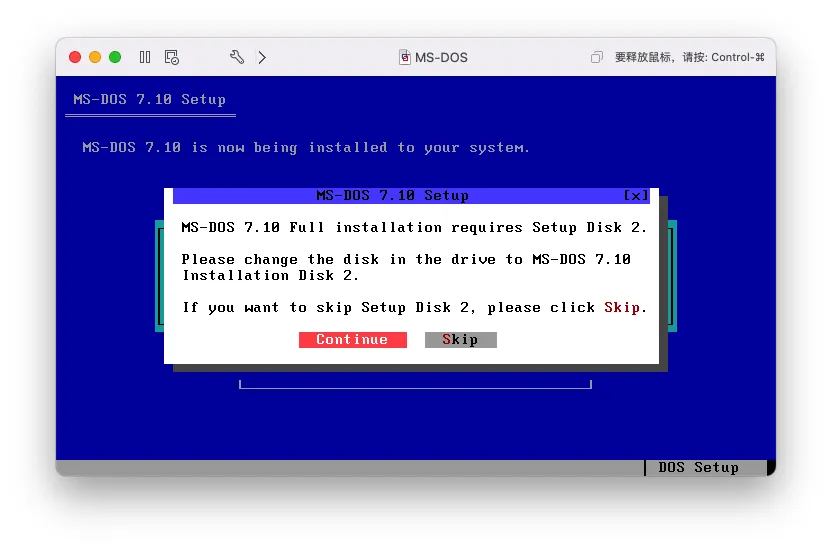 MS-DOS
要释放鼠标，请按: Control-⌘
MS-DOS 7.10 Setup
MS-DOS 7.10 is now being installed to your system.
MS-DOS 7.10 Setup [x]
MS-DOS 7.10 Full installation requires Setup Disk 2.
Please change the disk in the drive to MS-DOS 7.10
Installation Disk 2.
If you want to skip Setup Disk 2, please click Skip.
Continue Skip
DOS Setup